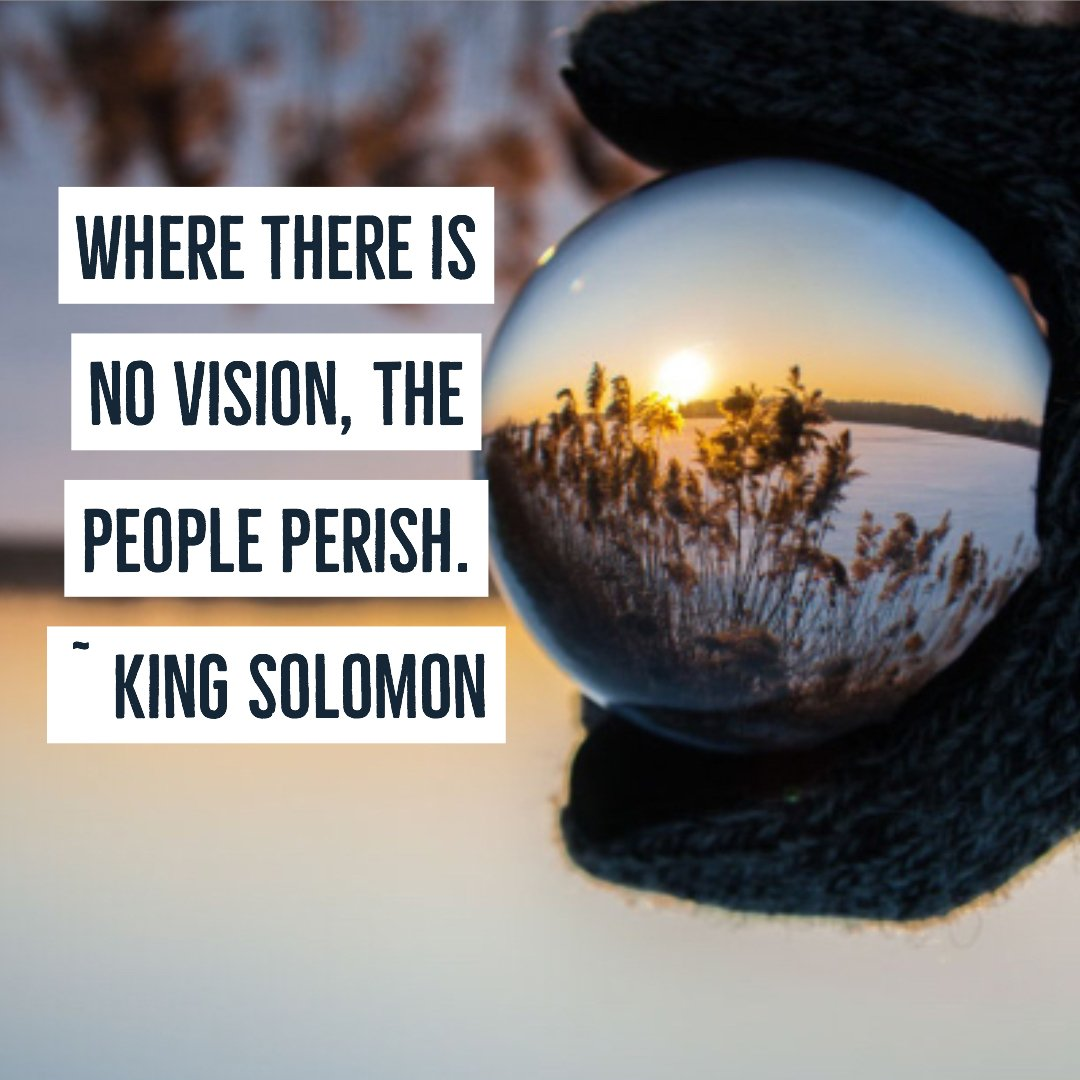 WHERE THERE IS
NO VISION, THE
PEOPLE PERISH.
~ KING SOLOMON